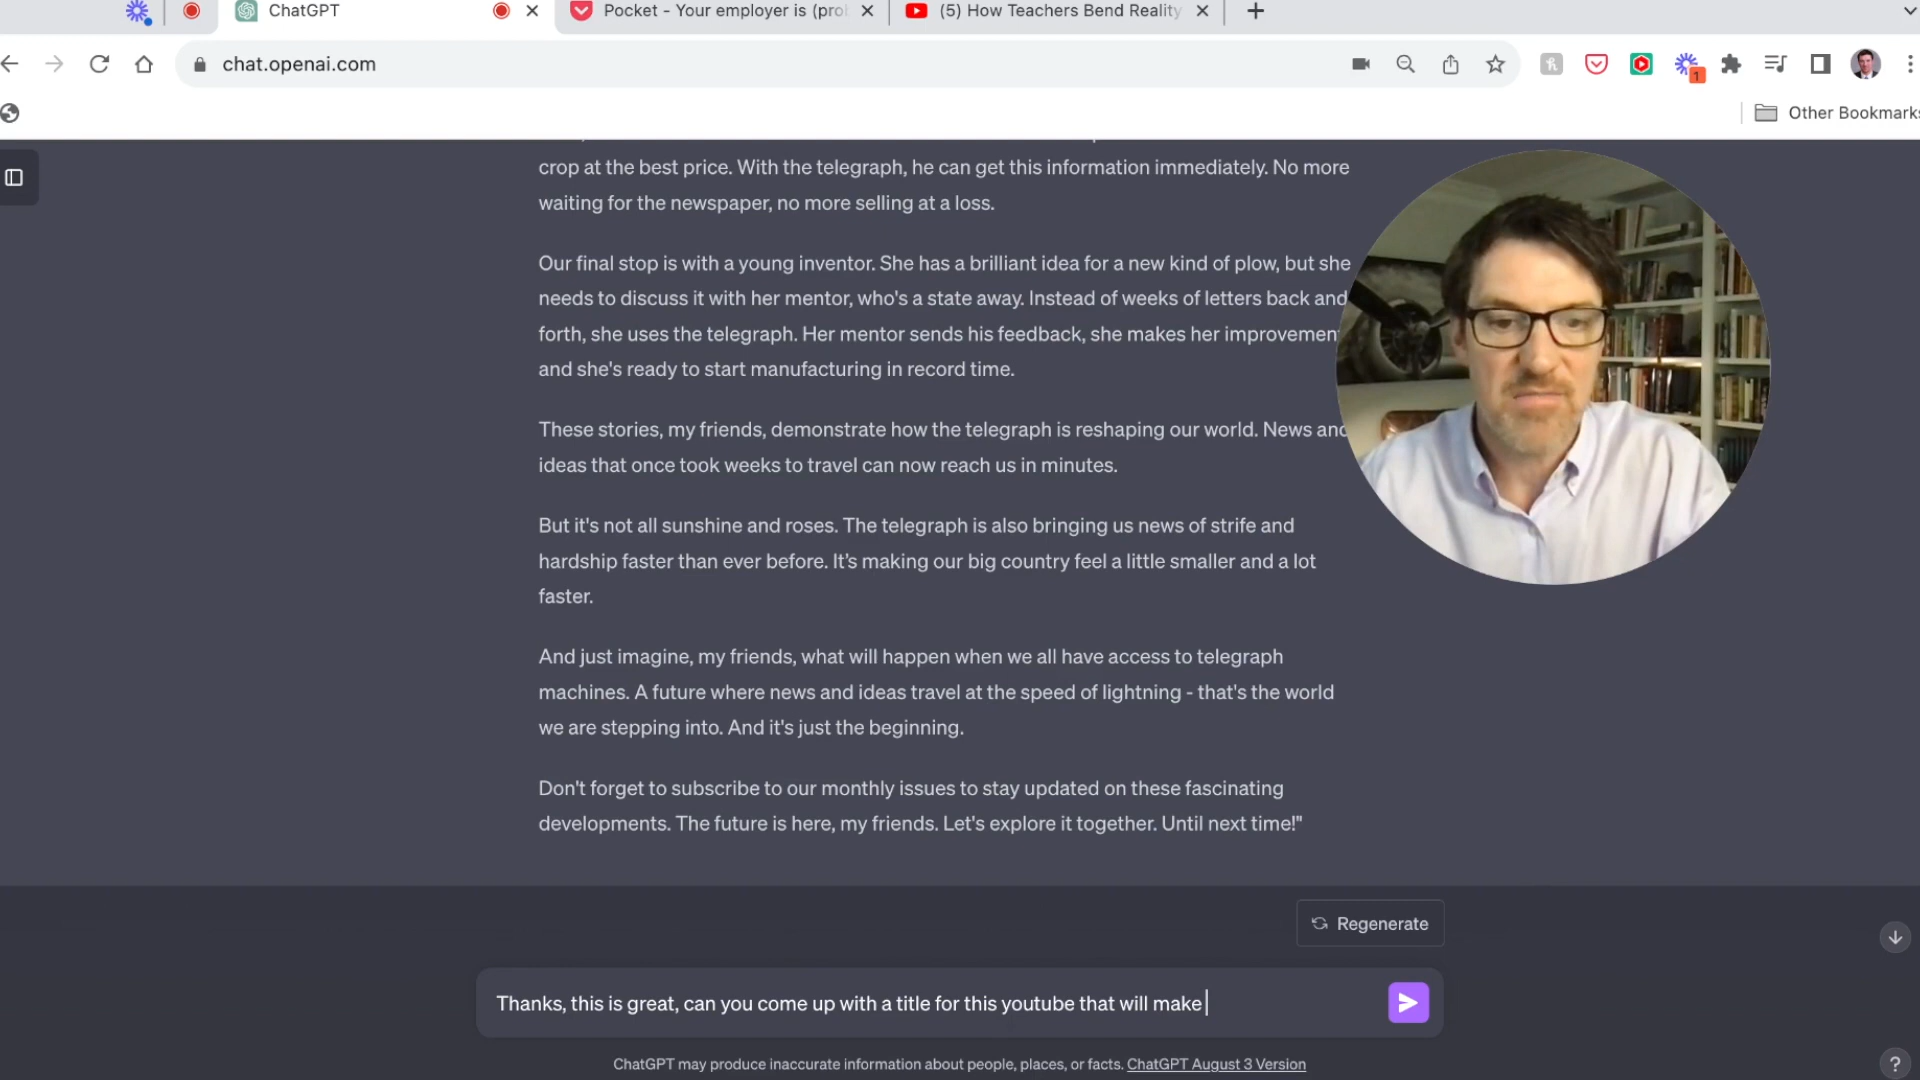 ChatGPT
Pocket - Your employer is (prob
(5) How Teachers Bend Reality
chat.openai.com
1
Other Bookmarks
crop at the best price. With the telegraph, he can get this information immediately. No more
waiting for the newspaper, no more selling at a loss.
Our final stop is with a young inventor. She has a brilliant idea for a new kind of plow, but she
needs to discuss it with her mentor, who's a state away. Instead of weeks of letters back and
forth, she uses the telegraph. Her mentor sends his feedback, she makes her improvemen
and she's ready to start manufacturing in record time.
These stories, my friends, demonstrate how the telegraph is reshaping our world. News and
ideas that once took weeks to travel can now reach us in minutes.
But it's not all sunshine and roses. The telegraph is also bringing us news of strife and
hardship faster than ever before. It’s making our big country feel a little smaller and a lot
faster.
And just imagine, my friends, what will happen when we all have access to telegraph
machines. A future where news and ideas travel at the speed of lightning - that's the world
we are stepping into. And it's just the beginning.
Don't forget to subscribe to our monthly issues to stay updated on these fascinating
developments. The future is here, my friends. Let's explore it together. Until next time!"
Regenerate
Thanks, this is great, can you come up with a title for this youtube that will make
ChatGPT may produce inaccurate information about people, places, or facts. ChatGPT August 3 Version
?